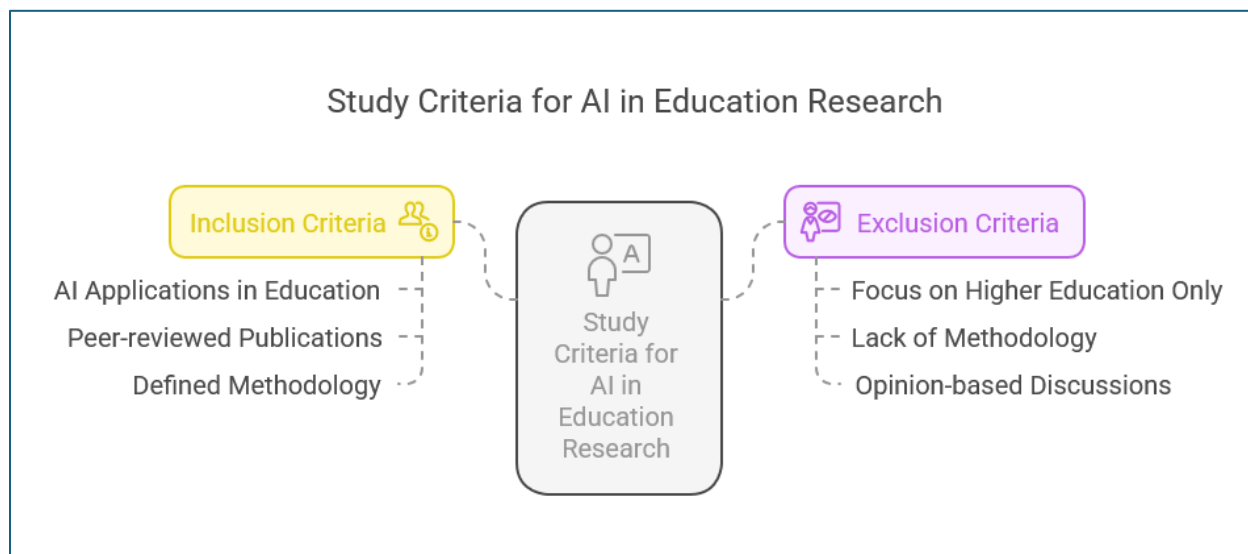 Study Criteria for AI in Education Research
Inclusion Criteria
AI Applications in Education
Peer-reviewed Publications
Defined Methodology
A
Study
Criteria for
AI in
Education
Research
Exclusion Criteria
Focus on Higher Education Only
Lack of Methodology
Opinion-based Discussions